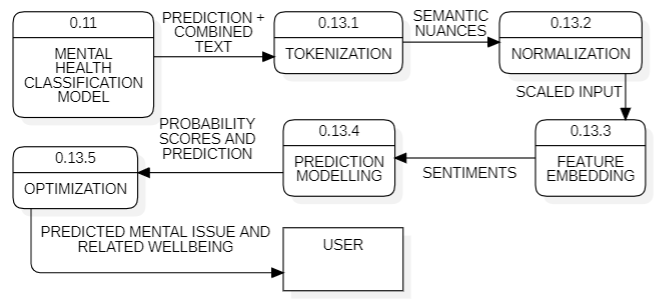 0.11
MENTAL
HEALTH
CLASSIFICATION
MODEL
PREDICTION +
COMBINED
TEXT
0.13.1
TOKENIZATION
SEMANTIC
NUANCES
0.13.2
NORMALIZATION
SCALED INPUT
0.13.3
FEATURE
EMBEDDING
SENTIMENTS
0.13.4
PREDICTION
MODELLING
PROBABILITY
SCORES AND
PREDICTION
0.13.5
OPTIMIZATION
PREDICTED MENTAL ISSUE AND
RELATED WELLBEING
USER